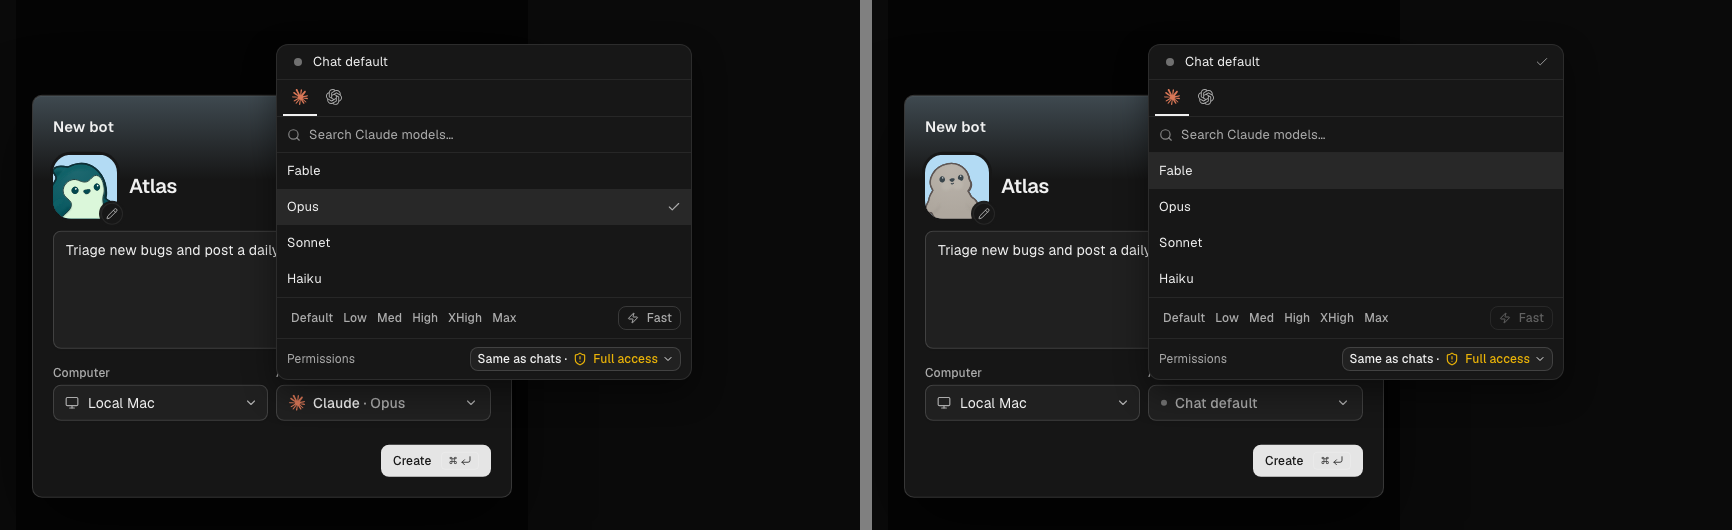 Chat default
Search Claude models...
New bot
Atlas
Fable
Opus
Sonnet
Haiku
Triage new bugs and post a daily
Default Low Med High XHigh Max Fast
Permissions Same as chats · Full access
Computer
Local Mac
Claude · Opus
Create ⌘ ↵
Chat default
Search Claude models...
New bot
Atlas
Fable
Opus
Sonnet
Haiku
Triage new bugs and post a daily
Default Low Med High XHigh Max Fast
Permissions Same as chats · Full access
Computer
Local Mac
Chat default
Create ⌘ ↵